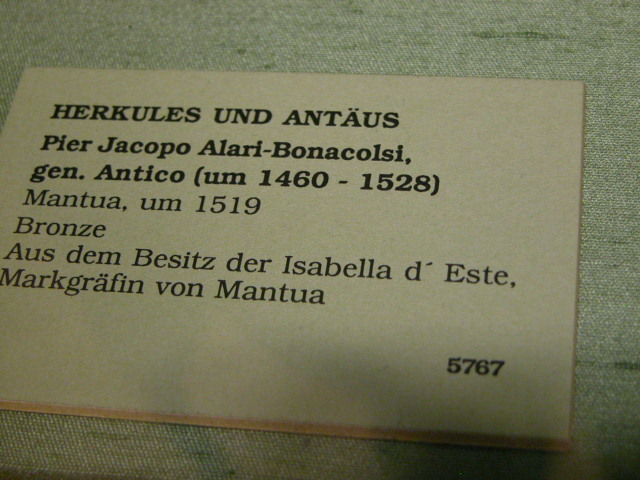 HERKULES UND ANTÄUS
Pier Jacopo Alari-Bonacolsi,
gen. Antico (um 1460 - 1528)
Mantua, um 1519
Bronze
Aus dem Besitz der Isabella d´ Este,
Markgräfin von Mantua
5767